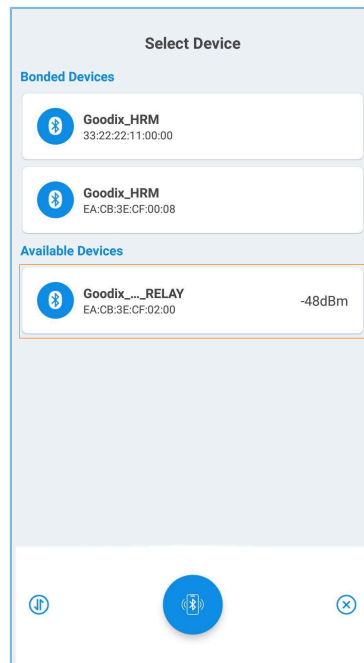 Select Device
Bonded Devices
Goodix_HRM
33:22:22:11:00:00
Goodix_HRM
EA:CB:3E:CF:00:08
Available Devices
Goodix_..._RELAY
-48dBm
EA:CB:3E:CF:02:00